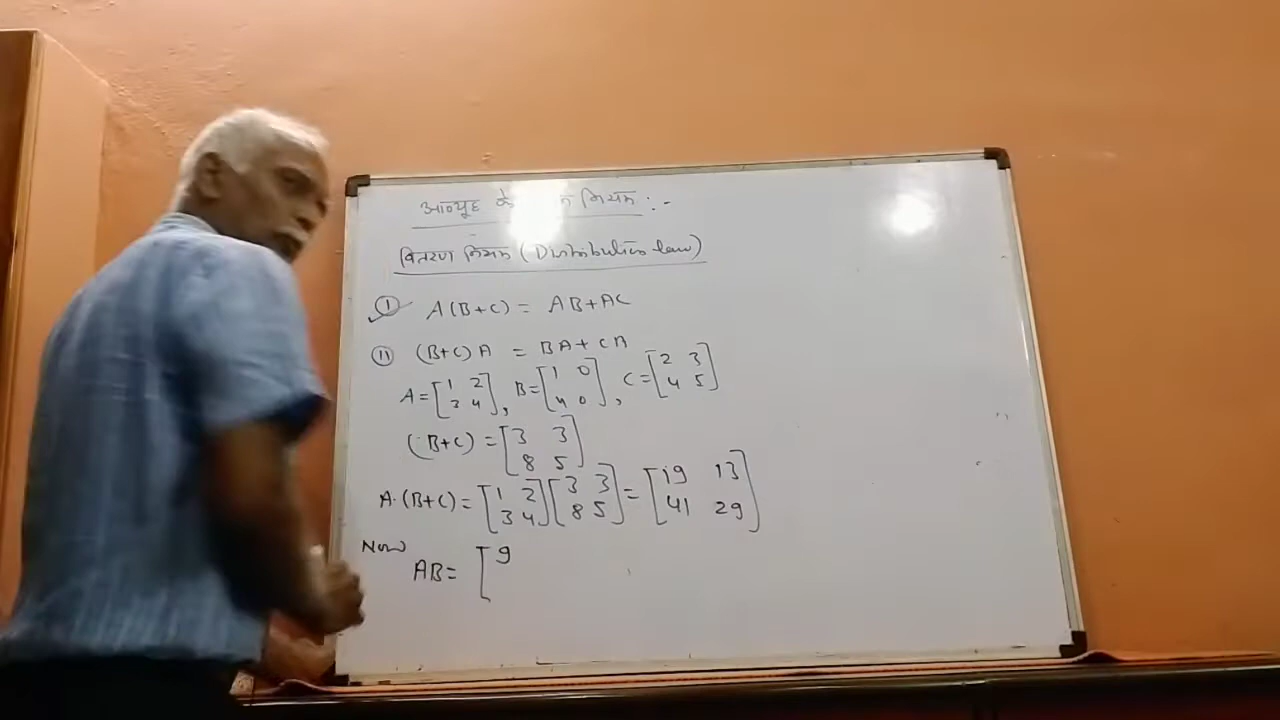 आव्यूह के नियम :-
वितरण नियम (Distribution law)
(I) A(B+C) = AB+AC
(II) (B+C)A = BA+CA
A=[1 2 3 4], B=[1 0 4 0], C=[2 3 4 5]
(B+C) = [3 3 8 5]
A.(B+C) = [1 2 3 4][3 3 8 5] = [19 13 41 29]
Now
AB= [9